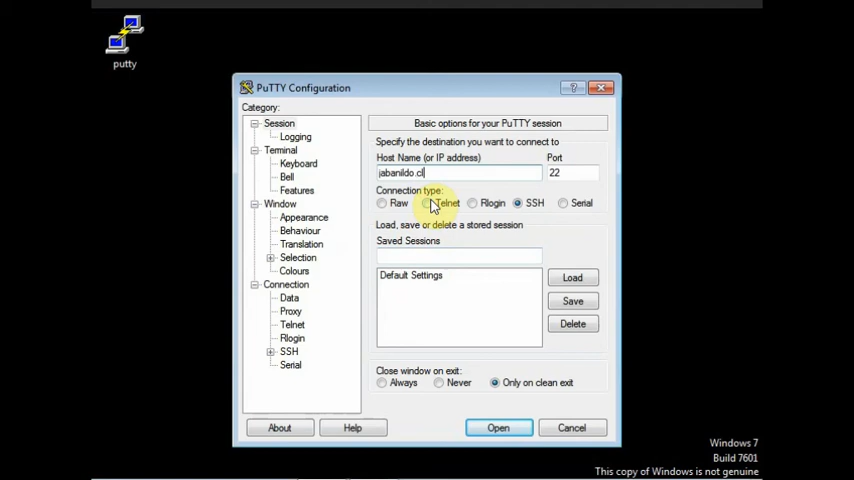 putty
PuTTY Configuration
Category:
Session
Logging
Terminal
Keyboard
Bell
Features
Window
Appearance
Behaviour
Translation
Selection
Colours
Connection
Data
Proxy
Telnet
Rlogin
SSH
Serial
Basic options for your PuTTY session
Specify the destination you want to connect to
Host Name (or IP address) Port
jabanildo.cl 22
Connection type:
Raw Telnet Rlogin SSH Serial
Load, save or delete a stored session
Saved Sessions
Default Settings
Load
Save
Delete
Close window on exit:
Always Never Only on clean exit
About Help Open Cancel
Windows 7
Build 7601
This copy of Windows is not genuine